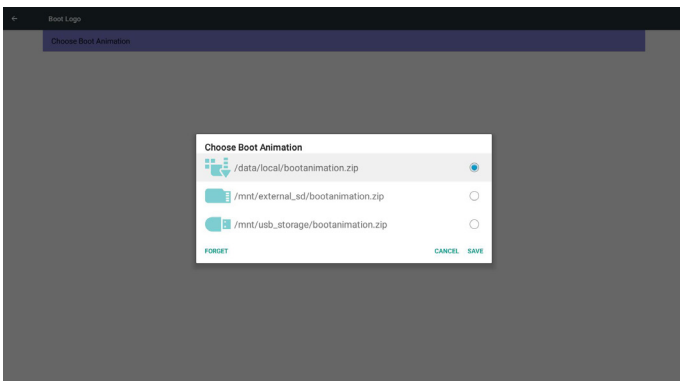 Boot Logo
Choose Boot Animation
Choose Boot Animation
/data/local/bootanimation.zip
/mnt/external_sd/bootanimation.zip
/mnt/usb_storage/bootanimation.zip
FORGET CANCEL SAVE